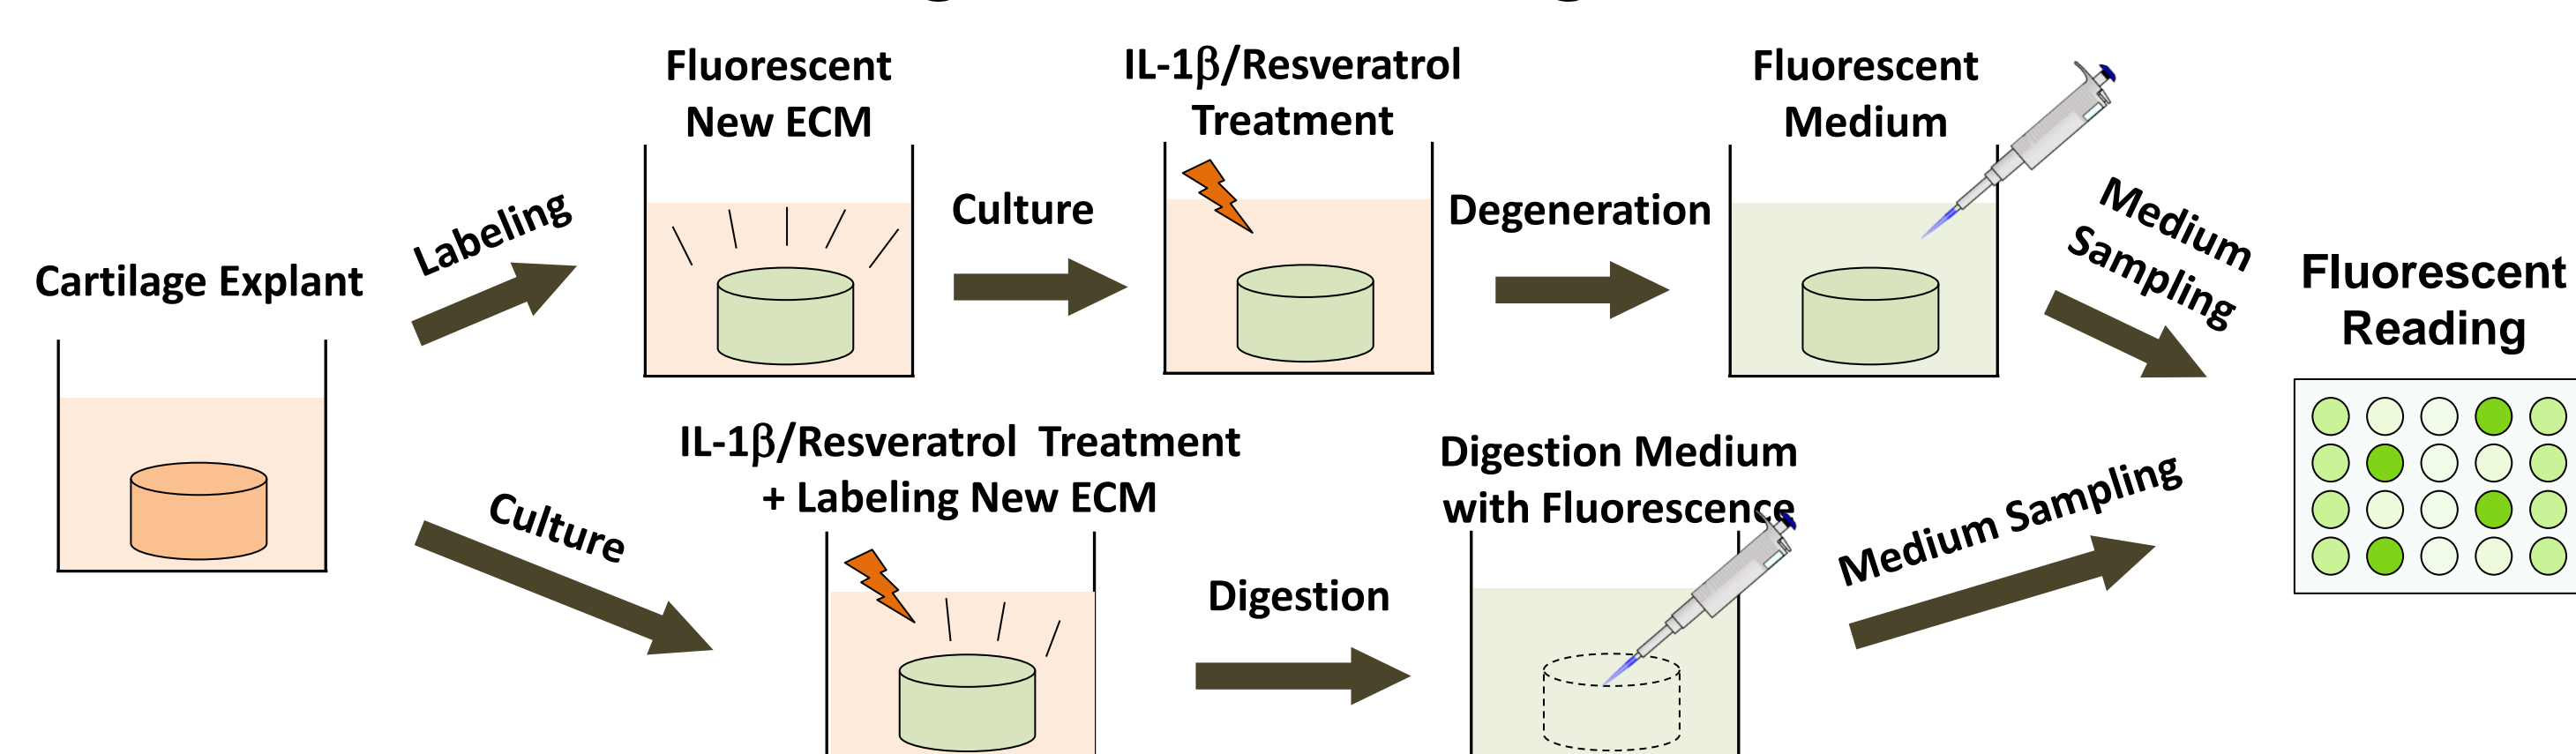 Fluorescent
New ECM
IL-1β/Resveratrol
Treatment
Fluorescent
Medium
Labeling
Culture
Degeneration
Medium
Sampling
Cartilage Explant
Fluorescent
Reading
IL-1β/Resveratrol  Treatment
+ Labeling New ECM
Digestion Medium
with Fluorescence
Culture
Digestion
Medium Sampling